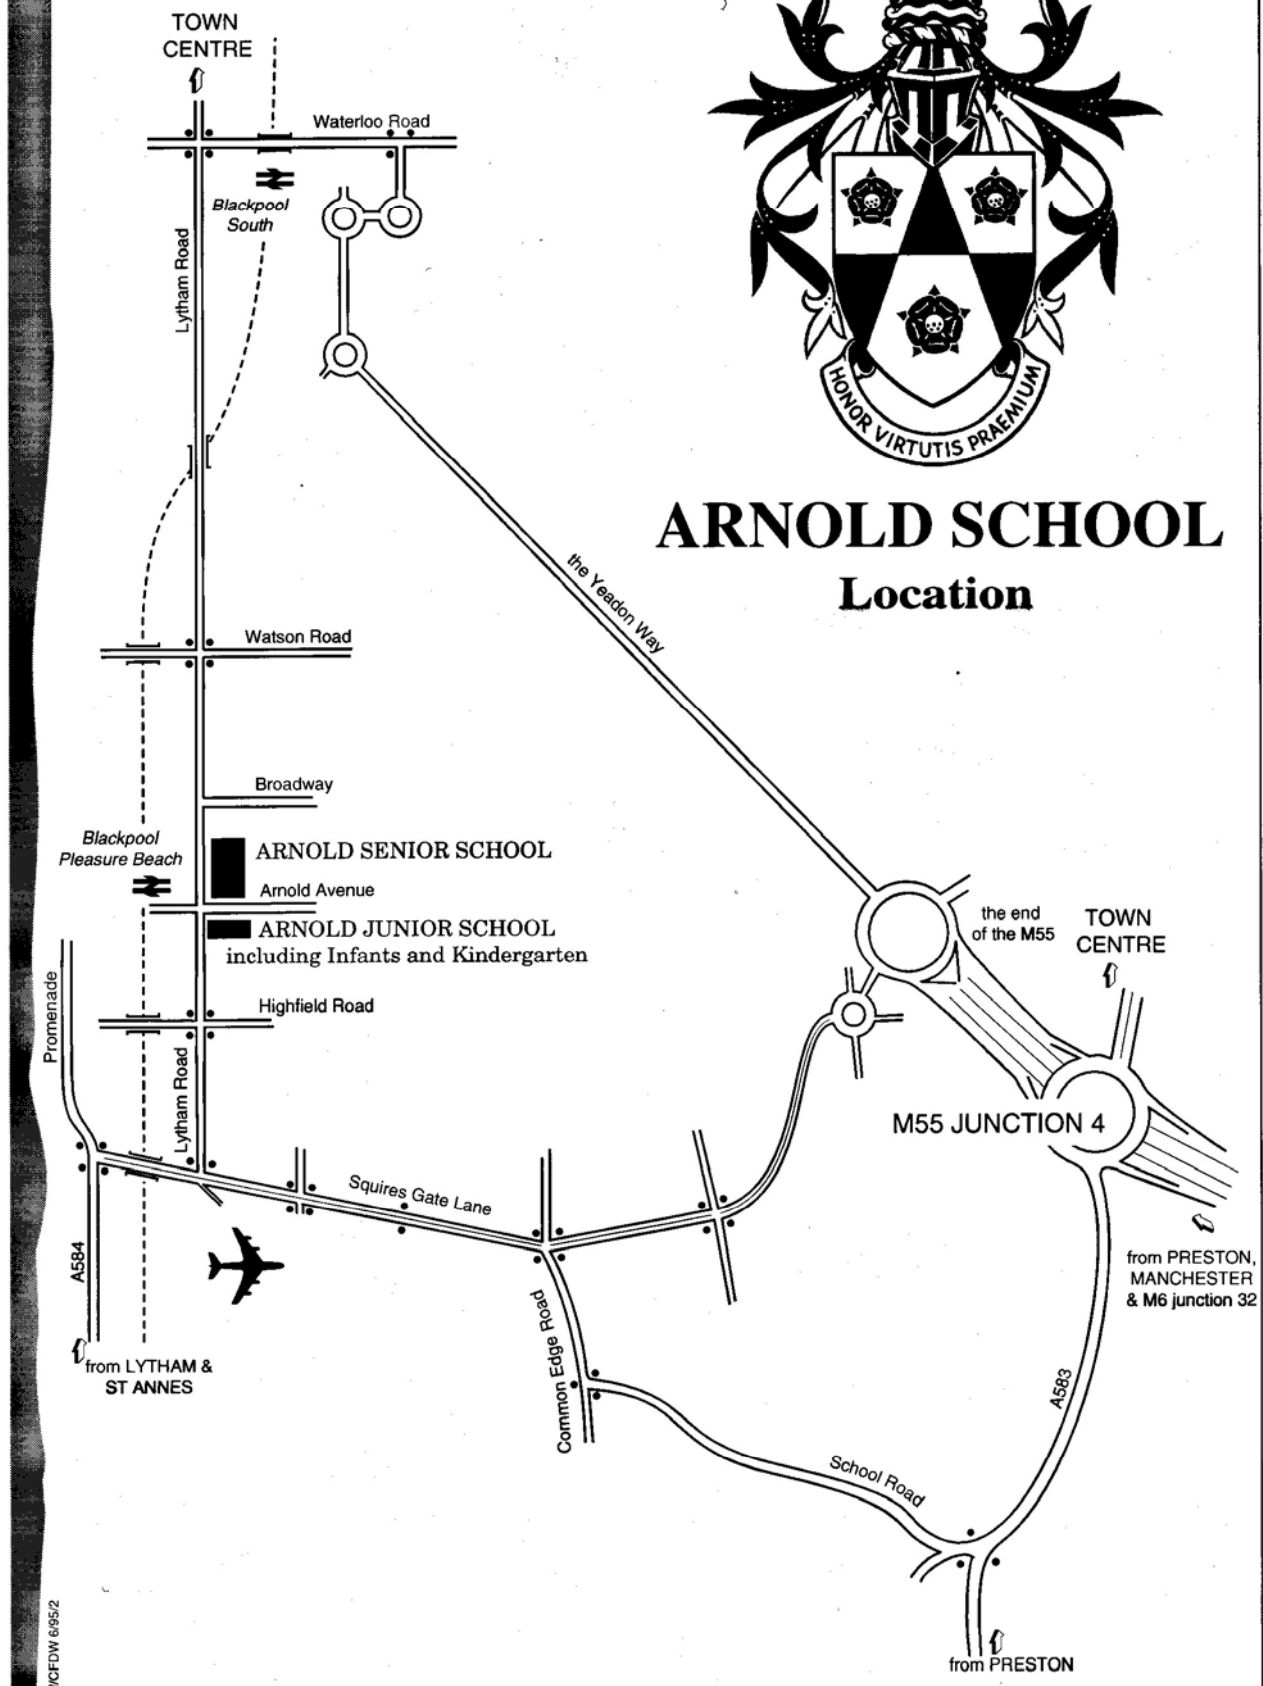 TOWN
CENTRE
Waterloo Road
Blackpool
South
Lytham Road
HONOR VIRTUTIS PRAEMIUM
ARNOLD SCHOOL
Location
the Yeadon Way
Watson Road
Broadway
Blackpool
Pleasure Beach
ARNOLD SENIOR SCHOOL
Arnold Avenue
ARNOLD JUNIOR SCHOOL
including Infants and Kindergarten
the end
of the M55
TOWN
CENTRE
Promenade
Highfield Road
Lytham Road
M55 JUNCTION 4
Squires Gate Lane
A584
from PRESTON,
MANCHESTER
& M6 junction 32
Common Edge Road
from LYTHAM &
ST ANNES
A583
School Road
from PRESTON
/CFDW 6/95/2